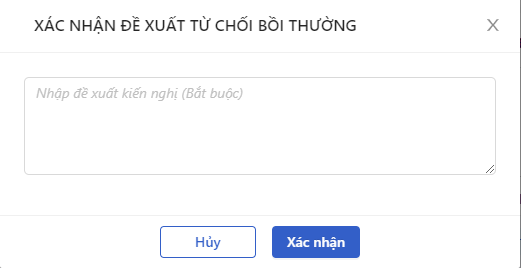 XÁC NHẬN ĐỀ XUẤT TỪ CHỐI BỒI THƯỜNG
Nhập đề xuất kiến nghị (Bắt buộc)
Hủy
Xác nhận